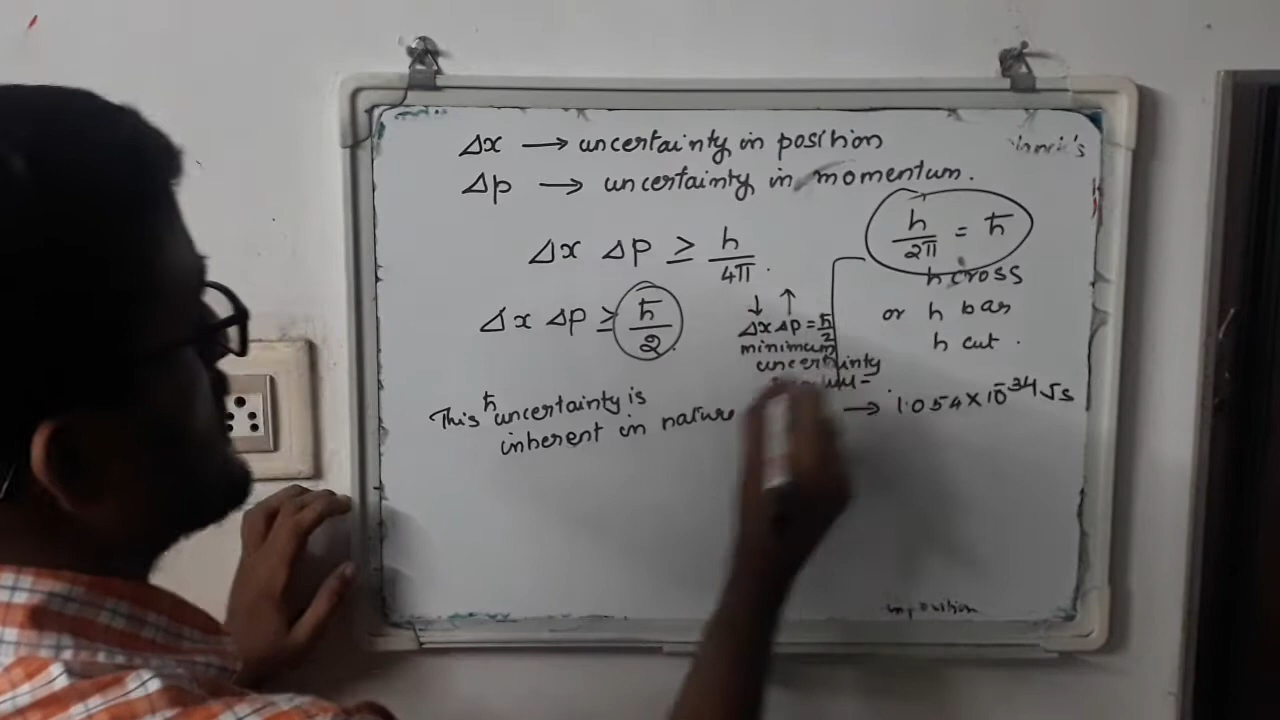 Δx → uncertainty in position
Δp → uncertainty in momentum.
h/2π = ħ
h cross
or h bar
h cut.
Δx Δp ≥ h/4π.
Δx Δp ≥ ħ/2.
↓ ↑
Δx Δp = ħ/2
minimum
uncertainty
→ 1.054 × 10⁻³⁴ Js
This ħ uncertainty is
inherent in nature